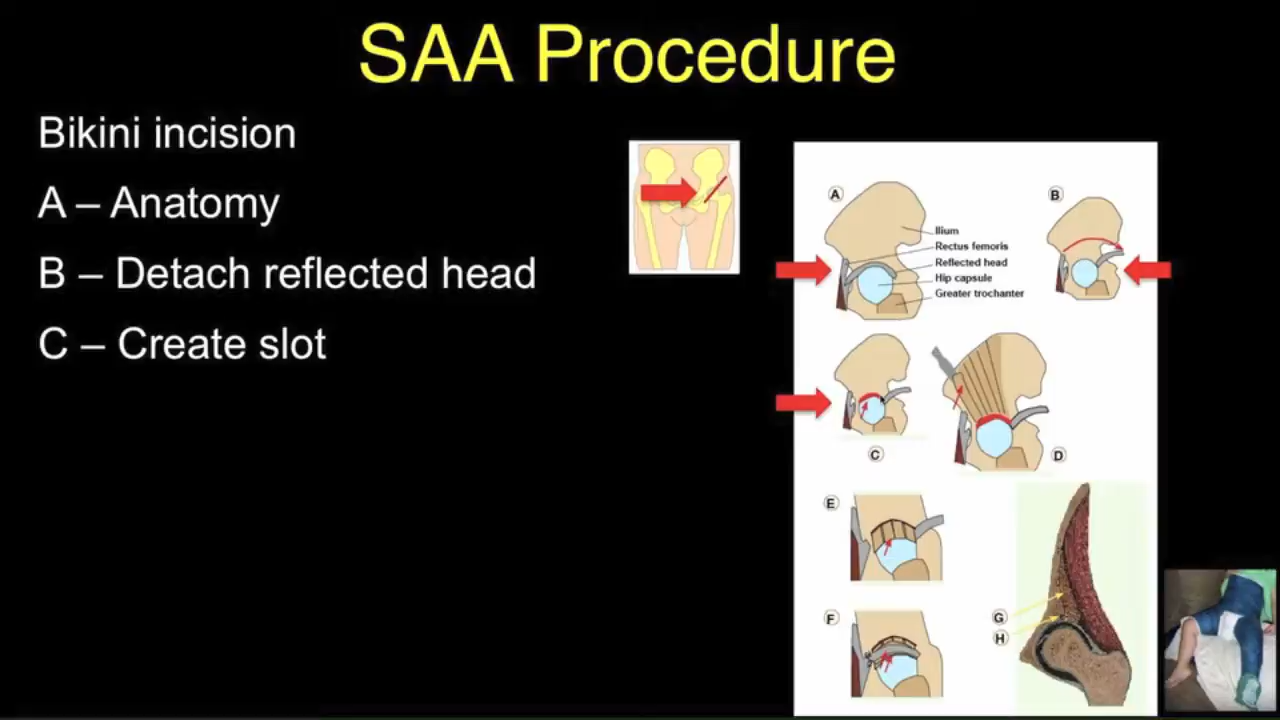 SAA Procedure
Bikini incision
A – Anatomy
B – Detach reflected head
C – Create slot
A
B
Ilium
Rectus femoris
Reflected head
Hip capsule
Greater trochanter
C
D
E
F
G
H